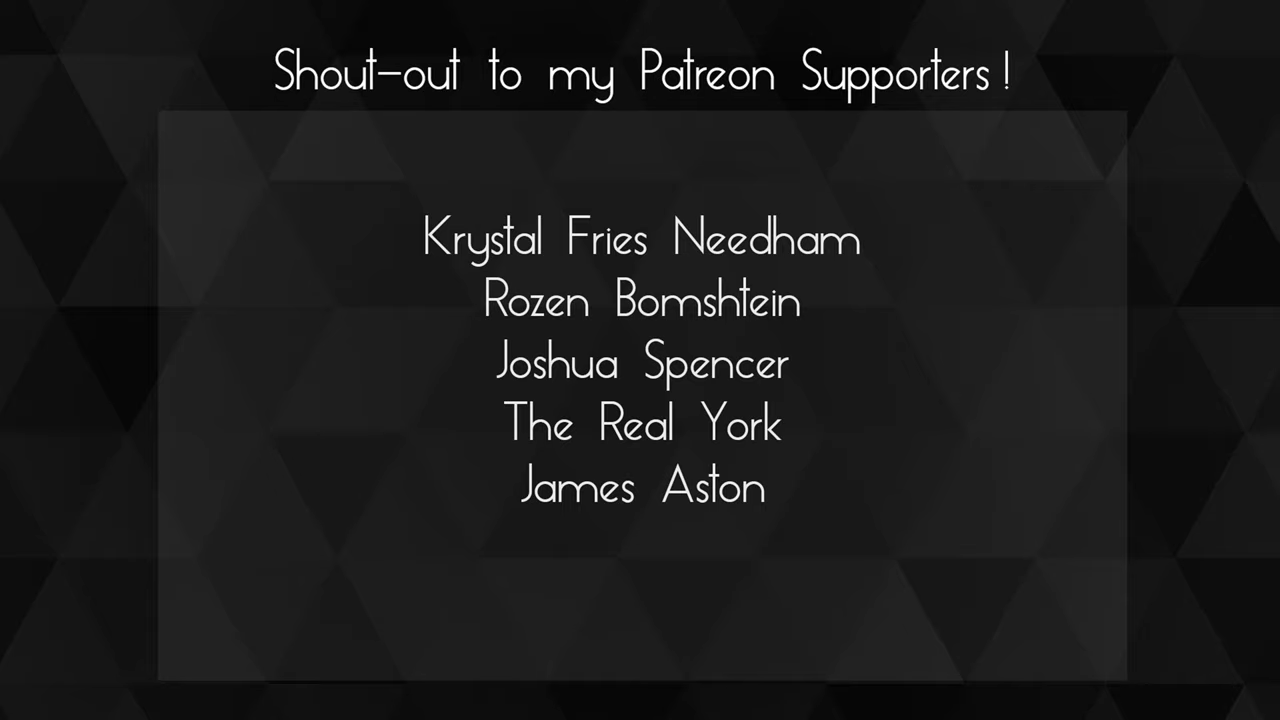 Shout-out to my Patreon Supporters!
Krystal Fries Needham
Rozen Bomshtein
Joshua Spencer
The Real York
James Aston